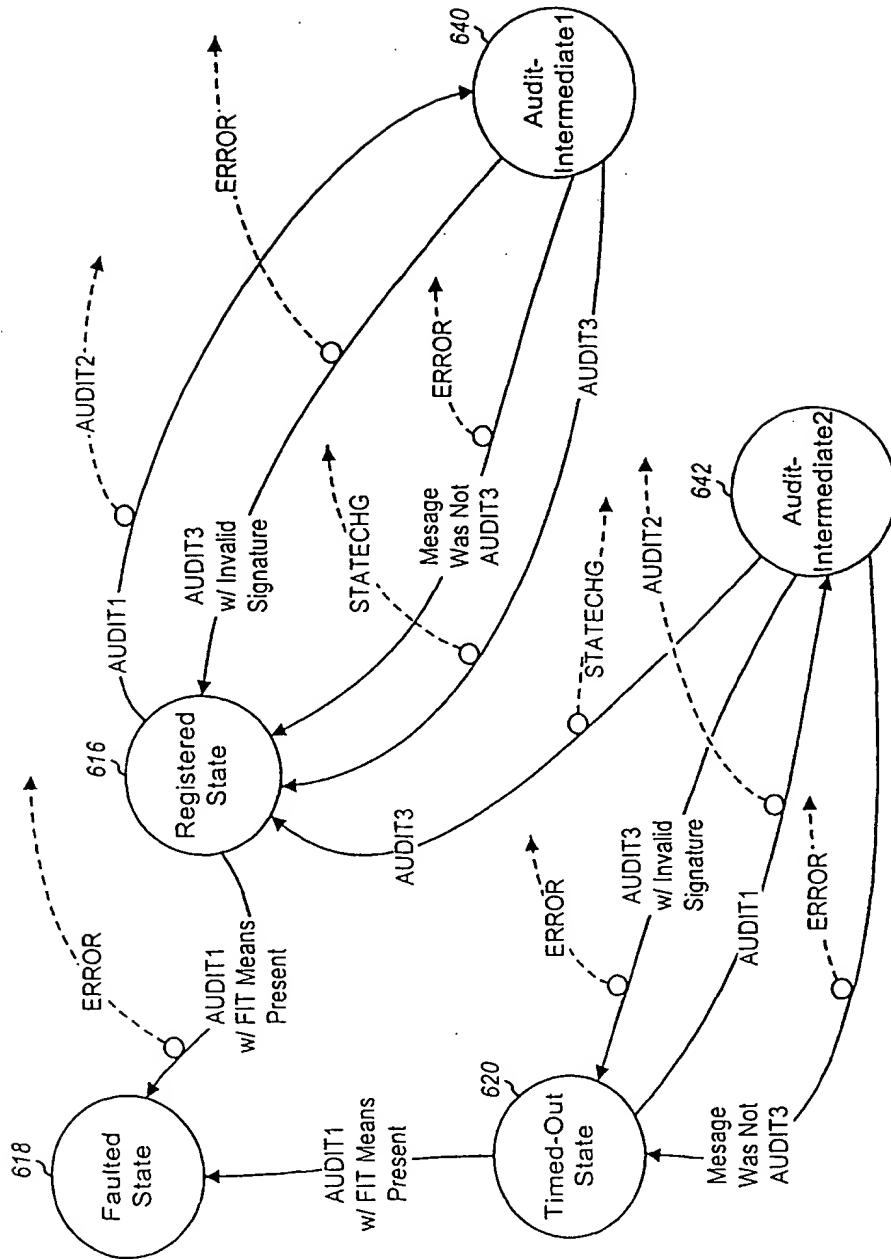 618
Faulted
State
ERROR
AUDIT1
w/ FIT Means
Present
616
Registered
State
AUDIT1
AUDIT2
AUDIT3
w/ Invalid
Signature
ERROR
STATECHG
Mesage
Was Not
AUDIT3
ERROR
AUDIT3
640
Audit-
Intermediate1
AUDIT1
w/ FIT Means
Present
620
Timed-Out
State
AUDIT3
STATECHG
ERROR
AUDIT3
w/ Invalid
Signature
AUDIT2
AUDIT1
ERROR
Mesage
Was Not
AUDIT3
642
Audit-
Intermediate2